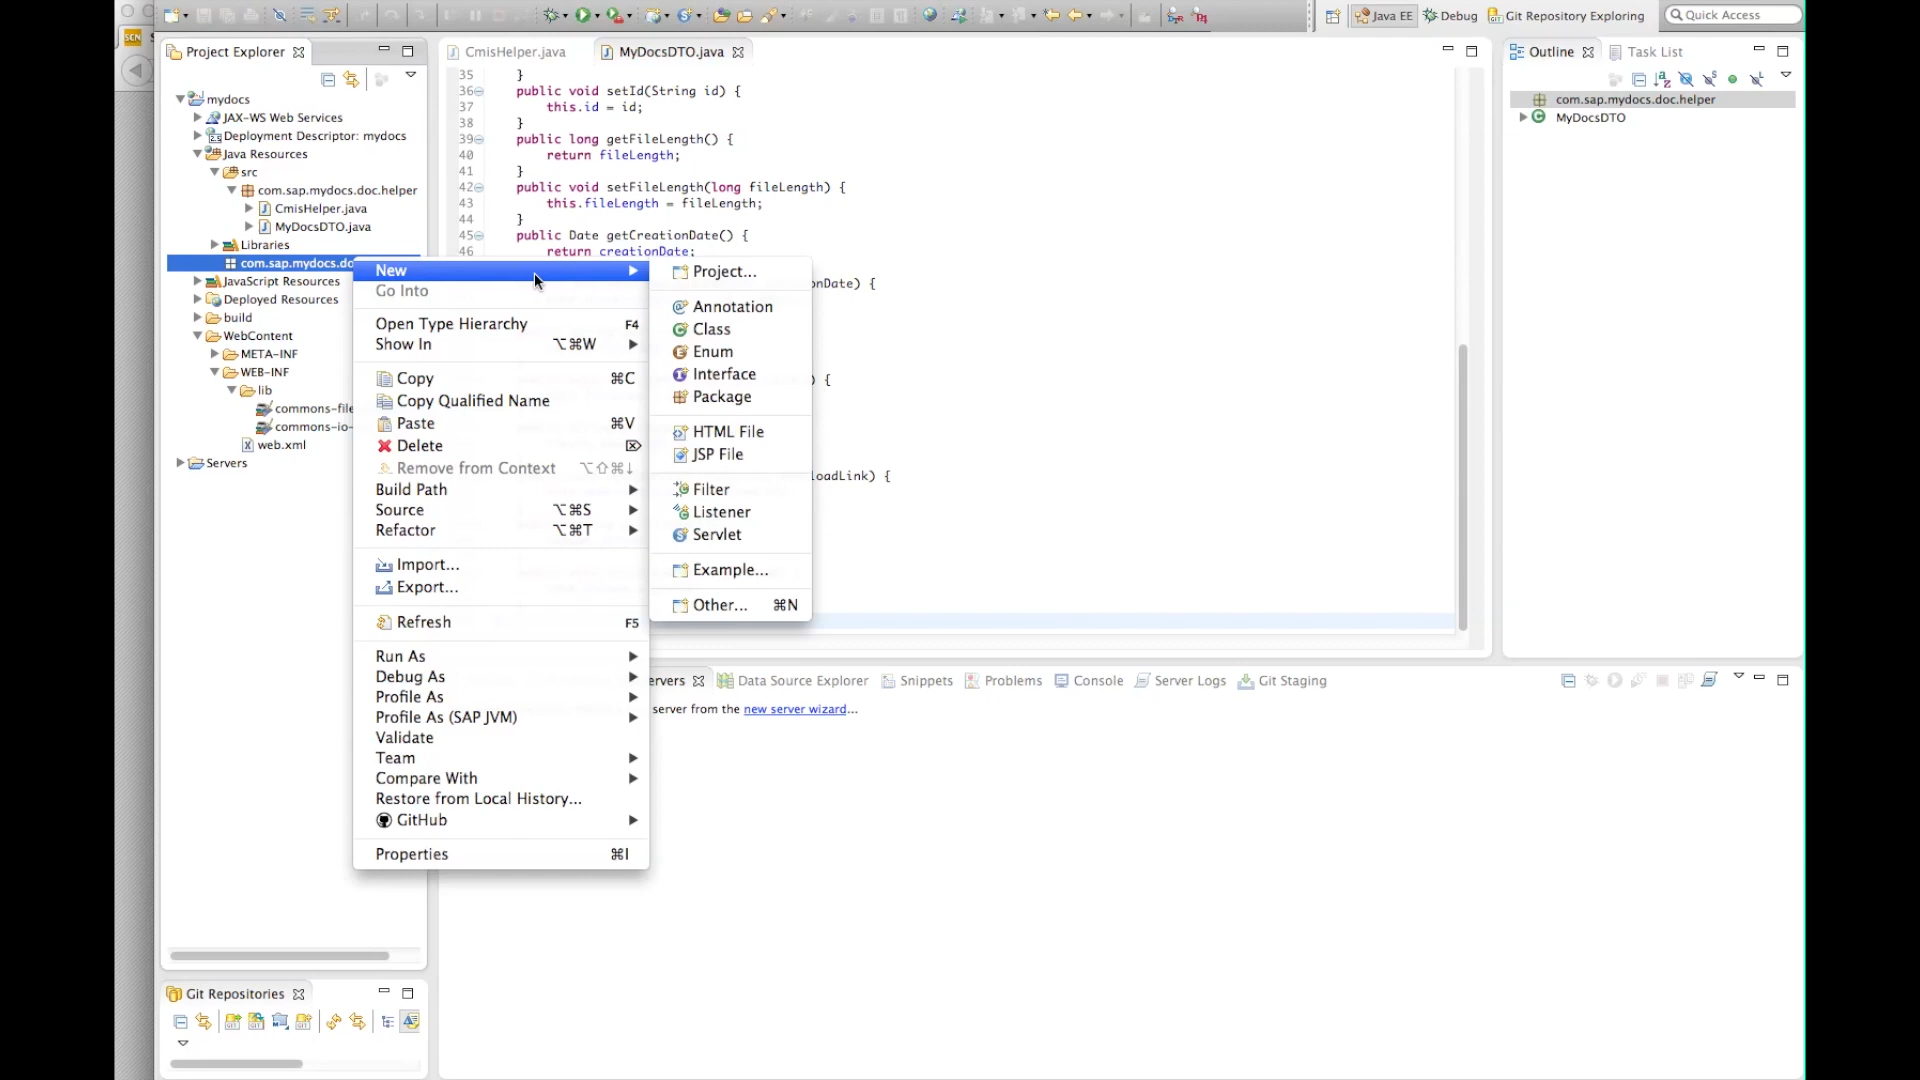 Java EE
Debug
Git Repository Exploring
Quick Access
SCN
Project Explorer
mydocs
JAX-WS Web Services
Deployment Descriptor: mydocs
Java Resources
src
com.sap.mydocs.doc.helper
CmisHelper.java
MyDocsDTO.java
Libraries
com.sap.mydocs.do
JavaScript Resources
Deployed Resources
build
WebContent
META-INF
WEB-INF
lib
commons-file
commons-io-
web.xml
Servers
CmisHelper.java
MyDocsDTO.java
35 }
36 public void setId(String id) {
37 this.id = id;
38 }
39 public long getFileLength() {
40 return fileLength;
41 }
42 public void setFileLength(long fileLength) {
43 this.fileLength = fileLength;
44 }
45 public Date getCreationDate() {
46 return creationDate;
onDate) {
) {
loadLink) {
New
Go Into
Open Type Hierarchy F4
Show In ⌥⌘W
Copy ⌘C
Copy Qualified Name
Paste ⌘V
Delete ⌦
Remove from Context ⌥⇧⌘↓
Build Path
Source ⌥⌘S
Refactor ⌥⌘T
Import...
Export...
Refresh F5
Run As
Debug As
Profile As
Profile As (SAP JVM)
Validate
Team
Compare With
Restore from Local History...
GitHub
Properties ⌘I
Project...
Annotation
Class
Enum
Interface
Package
HTML File
JSP File
Filter
Listener
Servlet
Example...
Other... ⌘N
Outline
Task List
com.sap.mydocs.doc.helper
MyDocsDTO
ervers
Data Source Explorer
Snippets
Problems
Console
Server Logs
Git Staging
server from the new server wizard...
Git Repositories